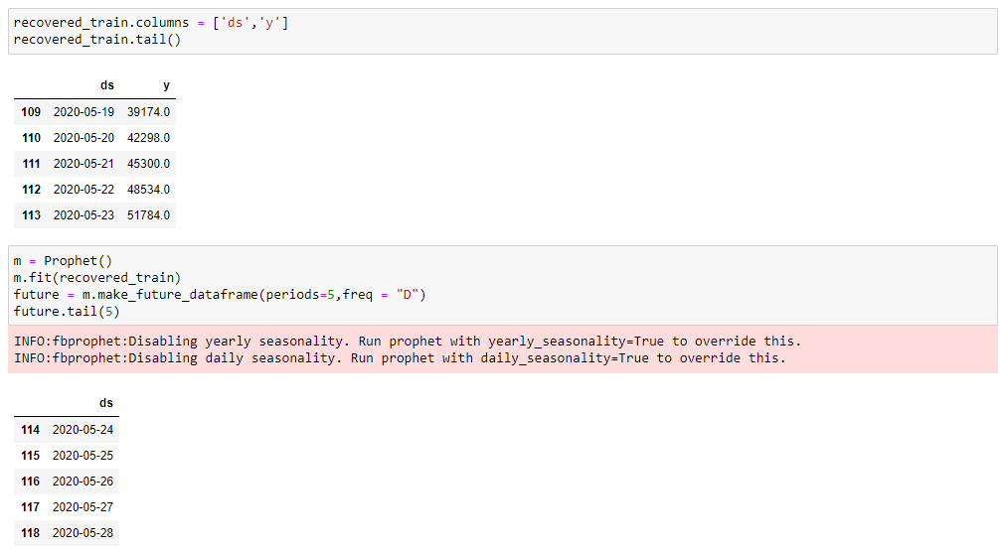 recovered_train.columns = ['ds','y']
recovered_train.tail()
ds y
109 2020-05-19 39174.0
110 2020-05-20 42298.0
111 2020-05-21 45300.0
112 2020-05-22 48534.0
113 2020-05-23 51784.0
m = Prophet()
m.fit(recovered_train)
future = m.make_future_dataframe(periods=5,freq = "D")
future.tail(5)
INFO:fbprophet:Disabling yearly seasonality. Run prophet with yearly_seasonality=True to override this.
INFO:fbprophet:Disabling daily seasonality. Run prophet with daily_seasonality=True to override this.
ds
114 2020-05-24
115 2020-05-25
116 2020-05-26
117 2020-05-27
118 2020-05-28